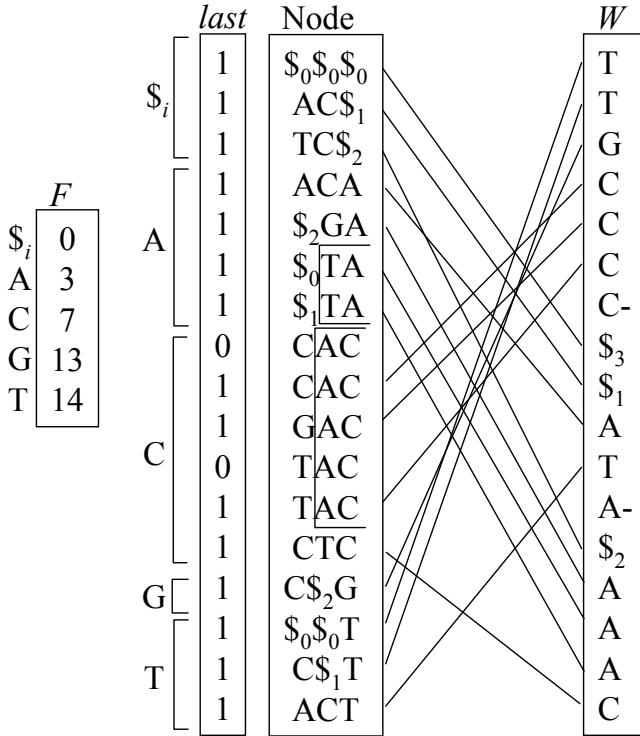 last Node W
$ᵢ 1 $₀$₀$₀ T
1 AC$₁ T
1 TC$₂ G
1 ACA C
F
$ᵢ 0 A 1 $₂GA C
A 3 1 $₀TA C
C 7 1 $₁TA C-
G 13 0 CAC $₃
T 14 1 CAC $₁
1 GAC A
C 0 TAC T
1 TAC A-
1 CTC $₂
G 1 C$₂G A
1 $₀$₀T A
T 1 C$₁T A
1 ACT C